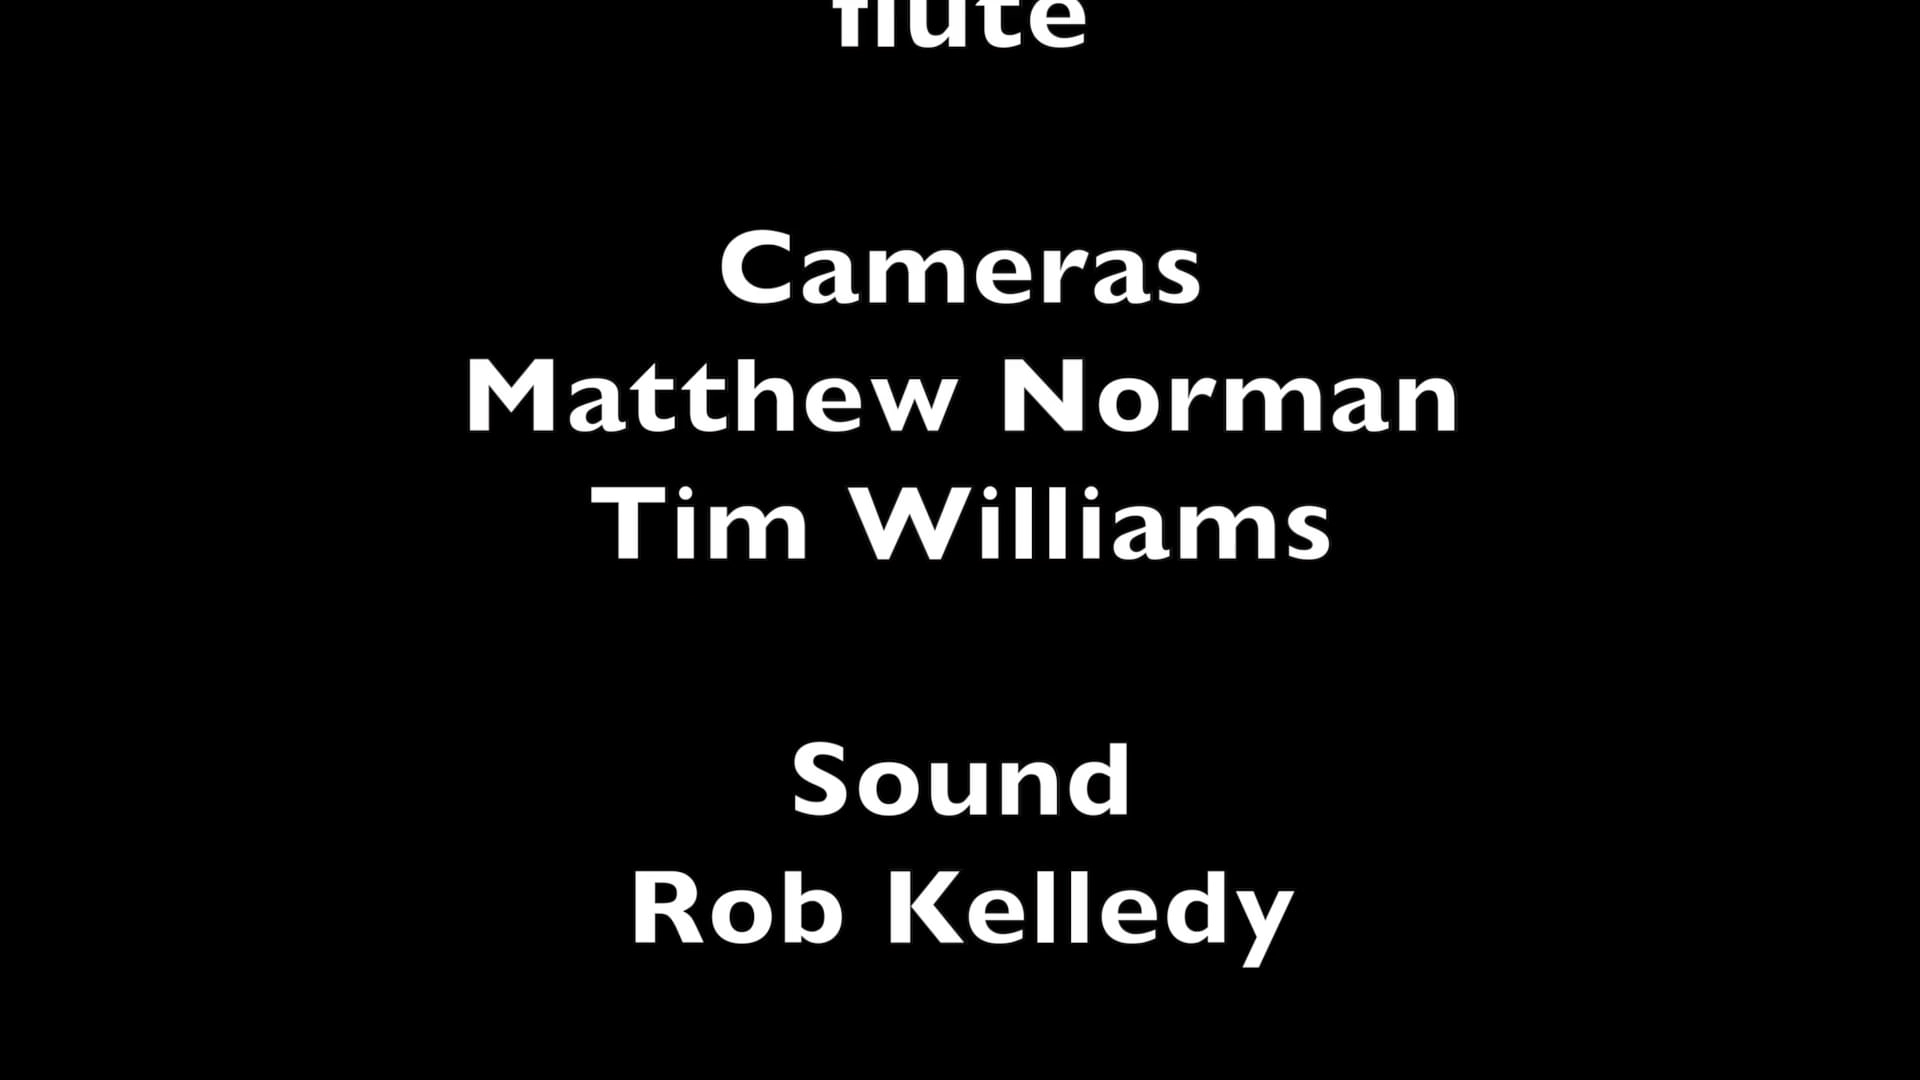 flute
Cameras
Matthew Norman
Tim Williams
Sound
Rob Kelledy